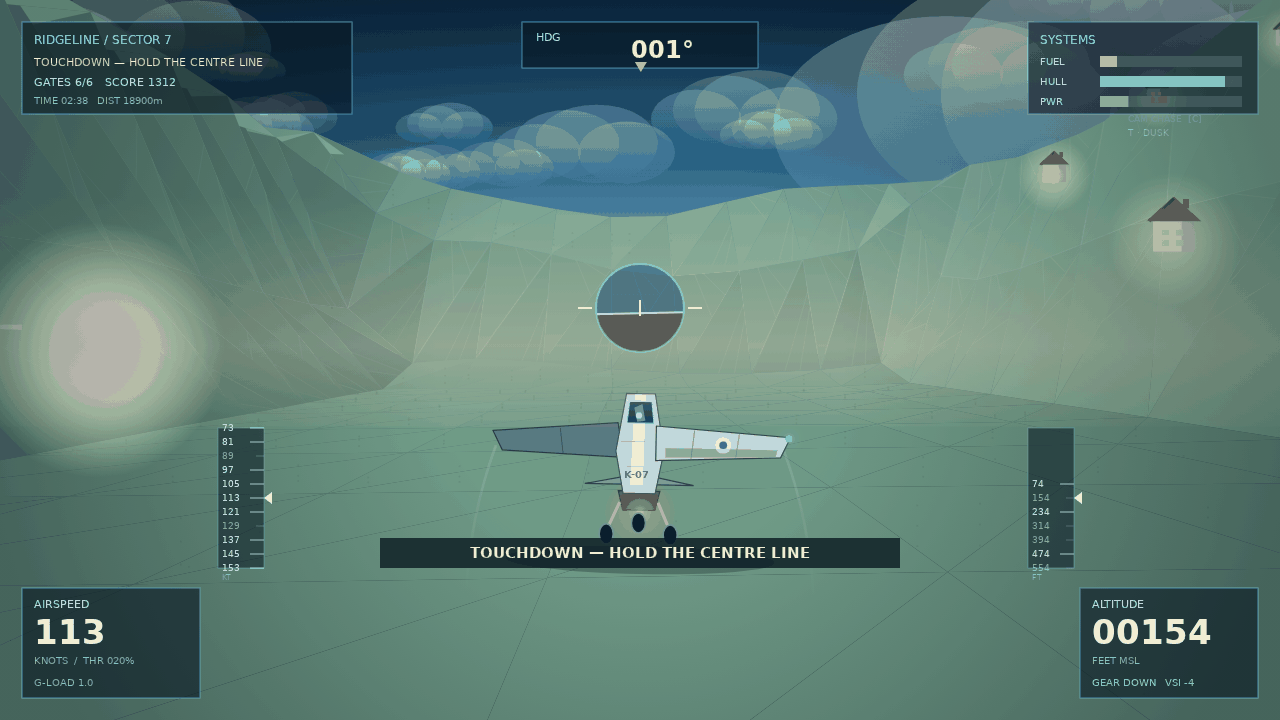 RIDGELINE / SECTOR 7
TOUCHDOWN — HOLD THE CENTRE LINE
GATES 6/6 SCORE 1312
TIME 02:38 DIST 18900m
HDG
001°
SYSTEMS
FUEL
HULL
PWR
T · DUSK
73
81
89
97
105
113
121
129
137
145
153
KT
74
154
234
314
394
474
554
FT
K-07
TOUCHDOWN — HOLD THE CENTRE LINE
AIRSPEED
113
KNOTS / THR 020%
G-LOAD 1.0
ALTITUDE
00154
FEET MSL
GEAR DOWN VSI -4